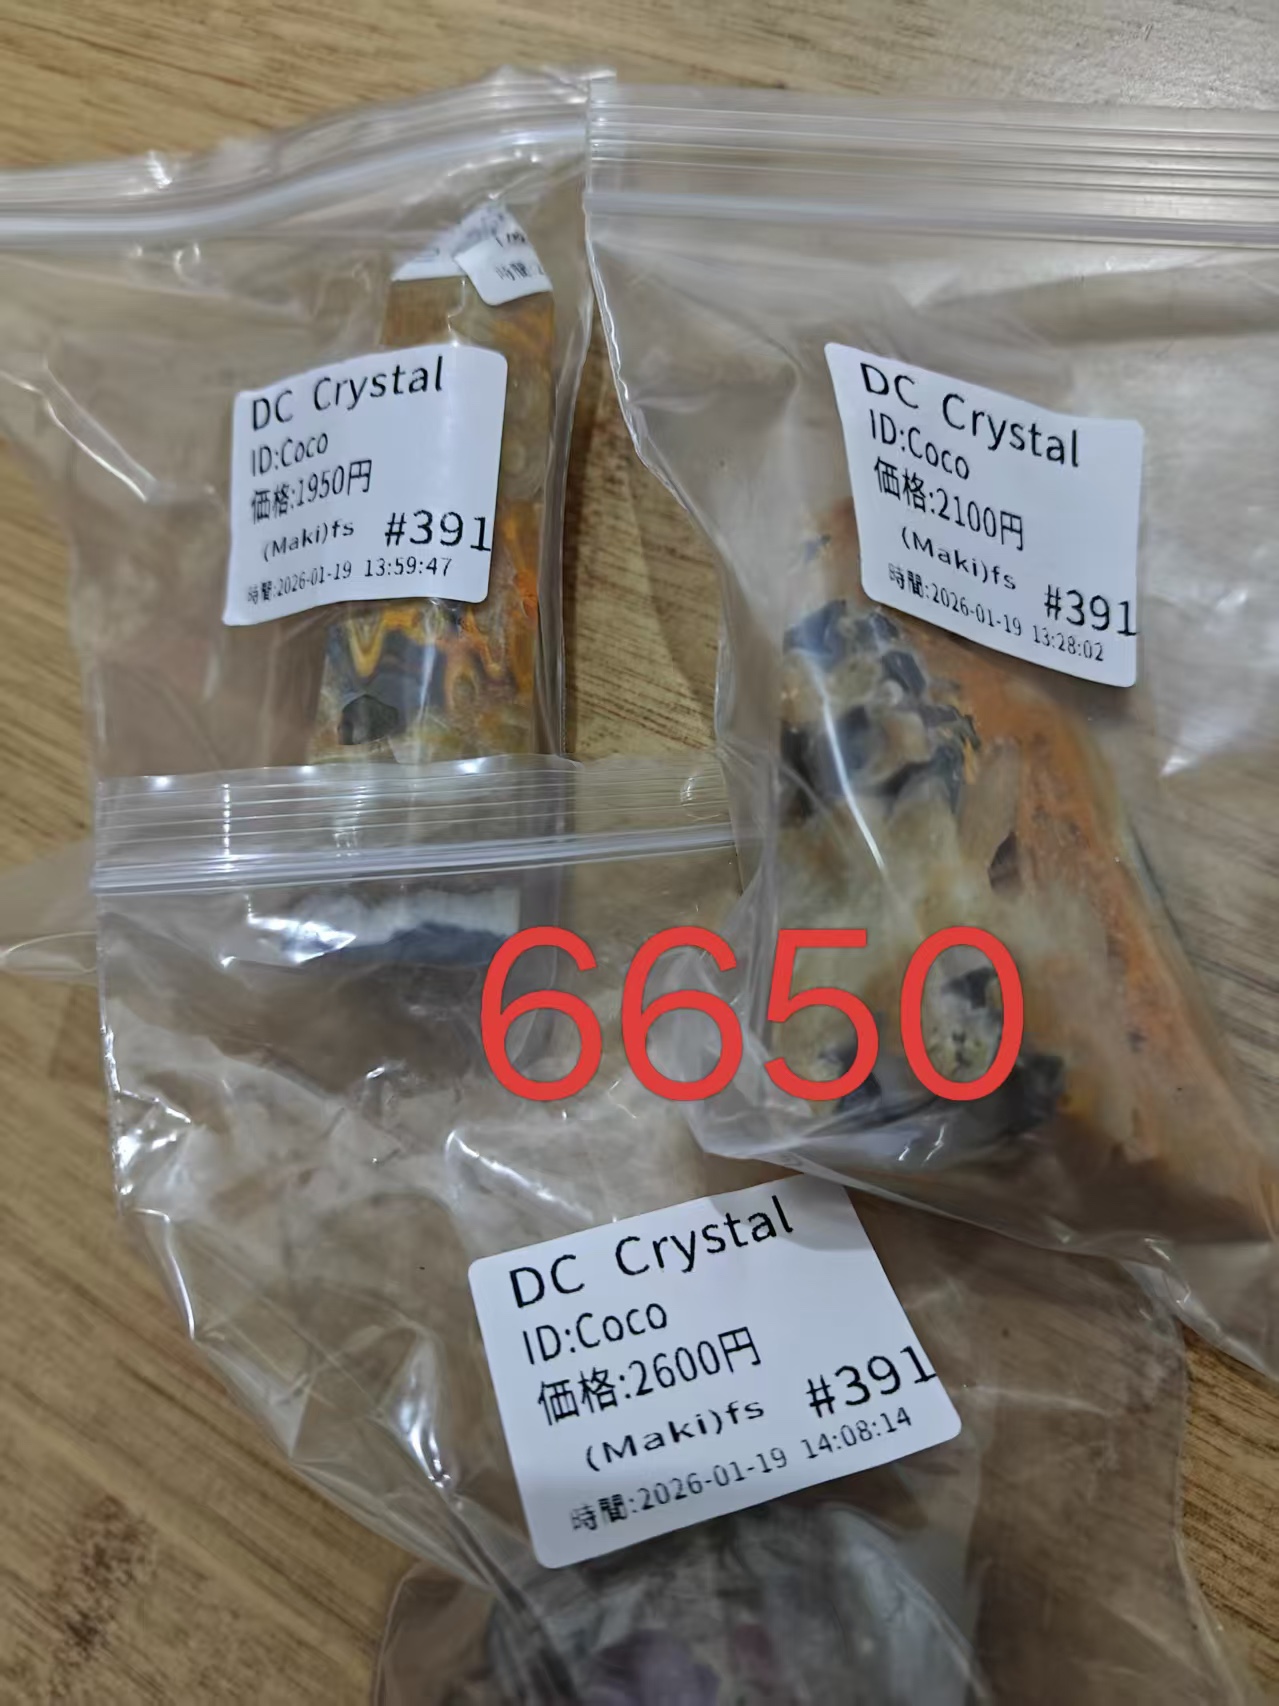 DC Crystal
ID:Coco
価格:1950円
(Maki)fs #391
時間:2026-01-19 13:59:47
DC Crystal
ID:Coco
価格:2100円
(Maki)fs #391
時間:2026-01-19 13:28:02
6650
DC Crystal
ID:Coco
価格:2600円
(Maki)fs #391
時間:2026-01-19 14:08:14